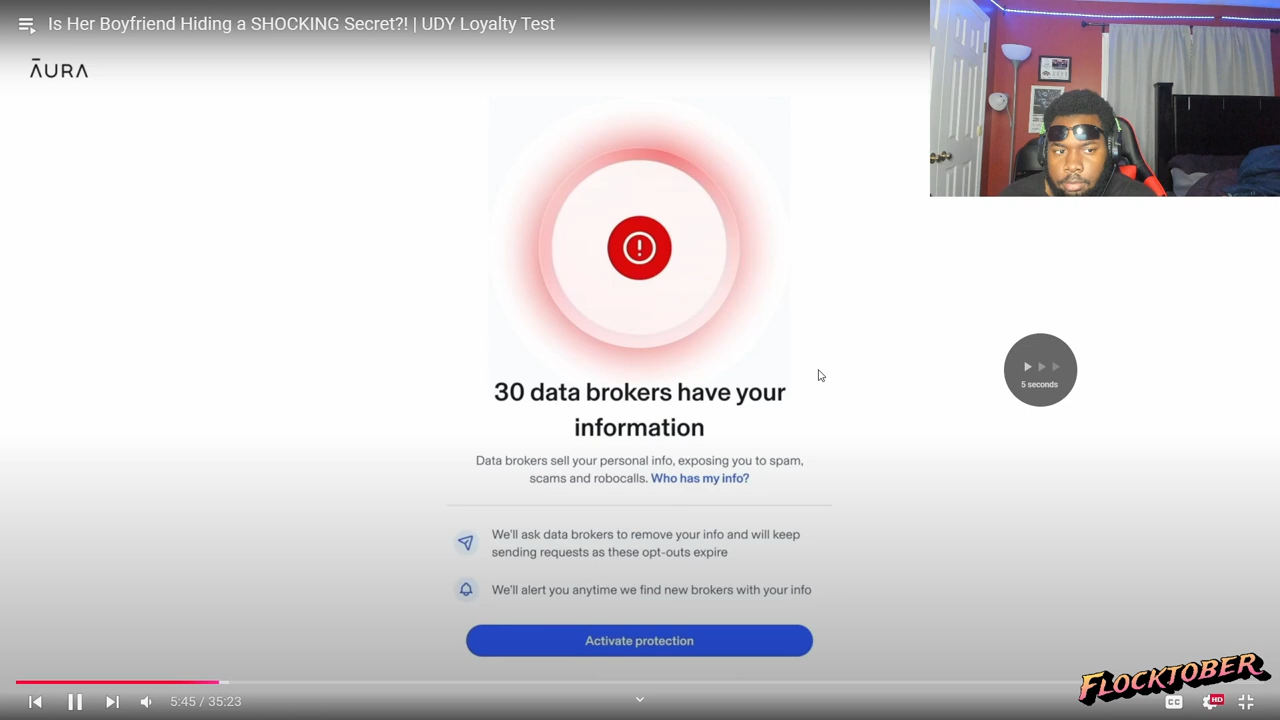 Is Her Boyfriend Hiding a SHOCKING Secret?! | UDY Loyalty Test
ĀURA
5 seconds
30 data brokers have your
information
Data brokers sell your personal info, exposing you to spam,
scams and robocalls. Who has my info?
We'll ask data brokers to remove your info and will keep
sending requests as these opt-outs expire
We'll alert you anytime we find new brokers with your info
Activate protection
FLOCKTOBER
5:45 / 35:23
CC
HD